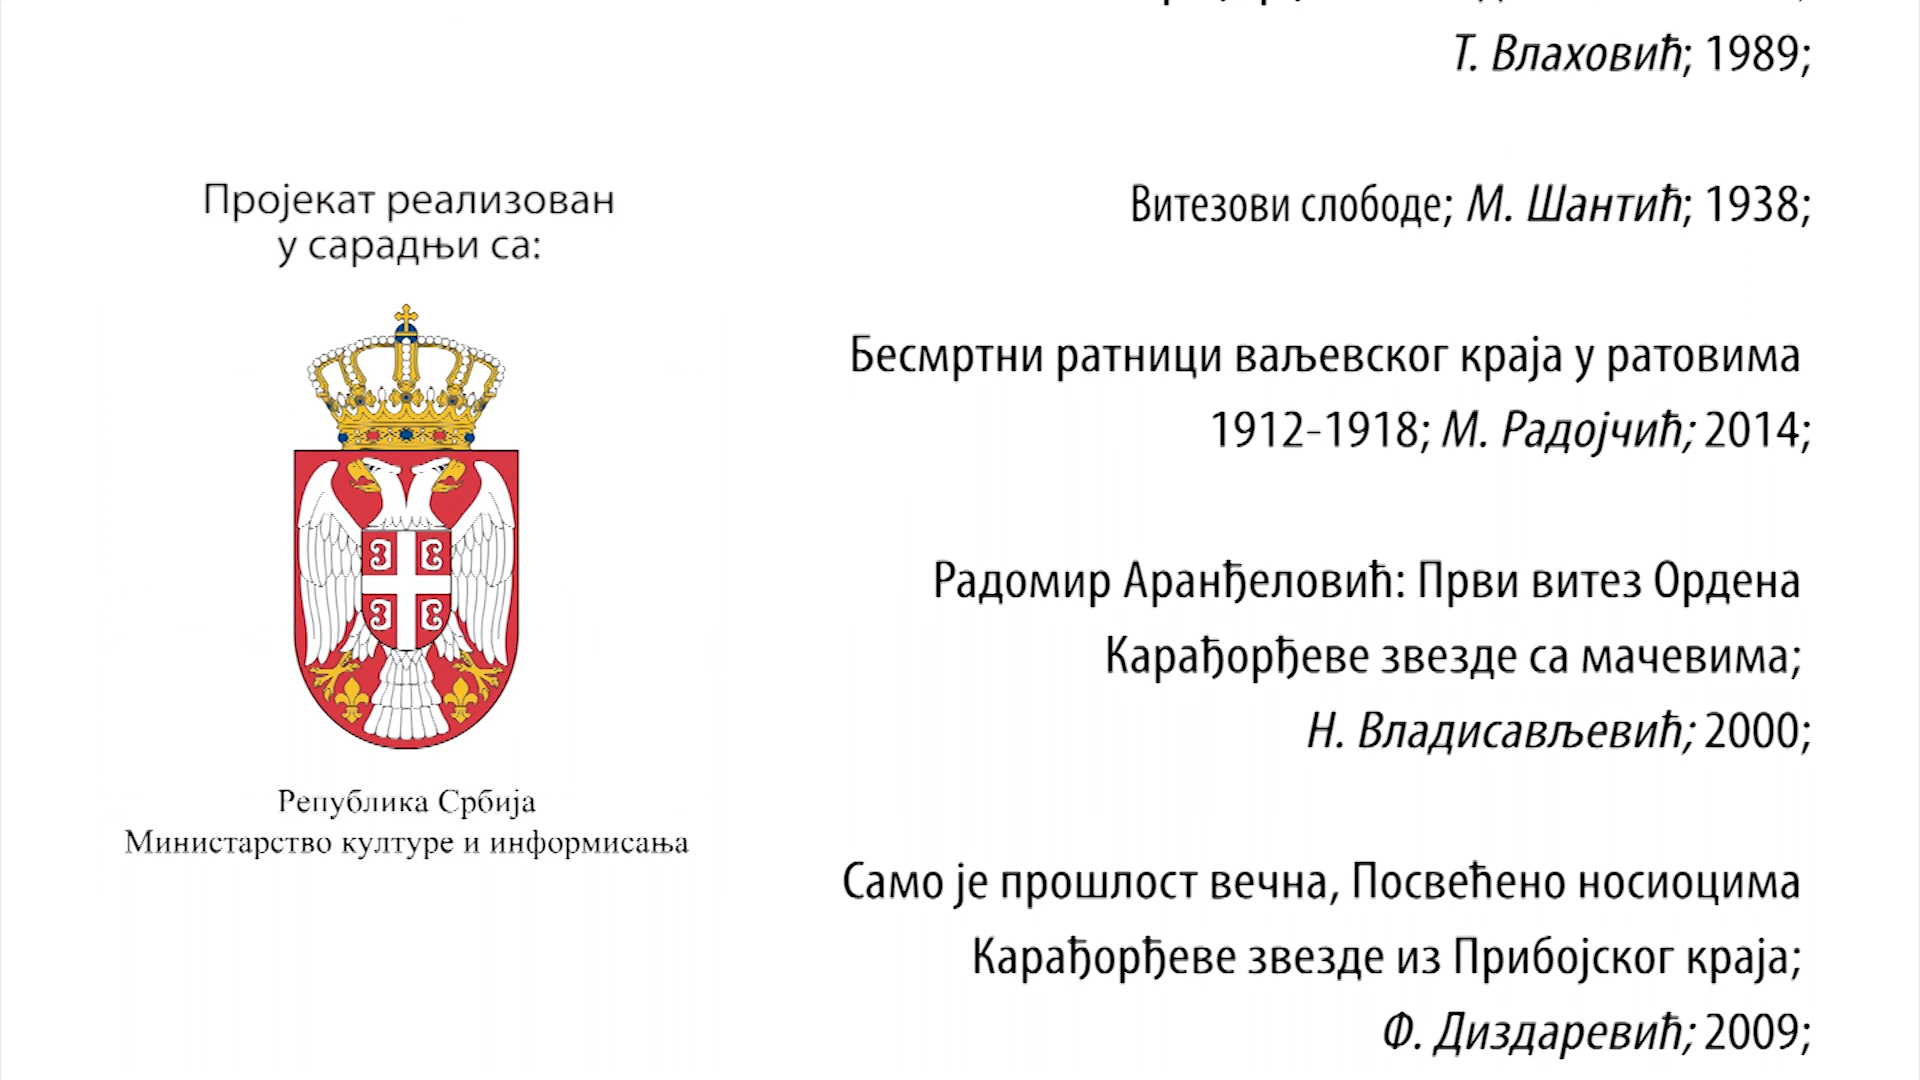 Т. Влаховић; 1989;
Пројекат реализован
у сарадњи са:
Република Србија
Министарство културе и информисања
Витезови слободе; М. Шантић; 1938;
Бесмртни ратници ваљевског краја у ратовима
1912-1918; М. Радојчић; 2014;
Радомир Аранђеловић: Први витез Ордена
Карађорђеве звезде са мачевима;
Н. Владисављевић; 2000;
Само је прошлост вечна, Посвећено носиоцима
Карађорђеве звезде из Прибојског краја;
Ф. Диздаревић; 2009;